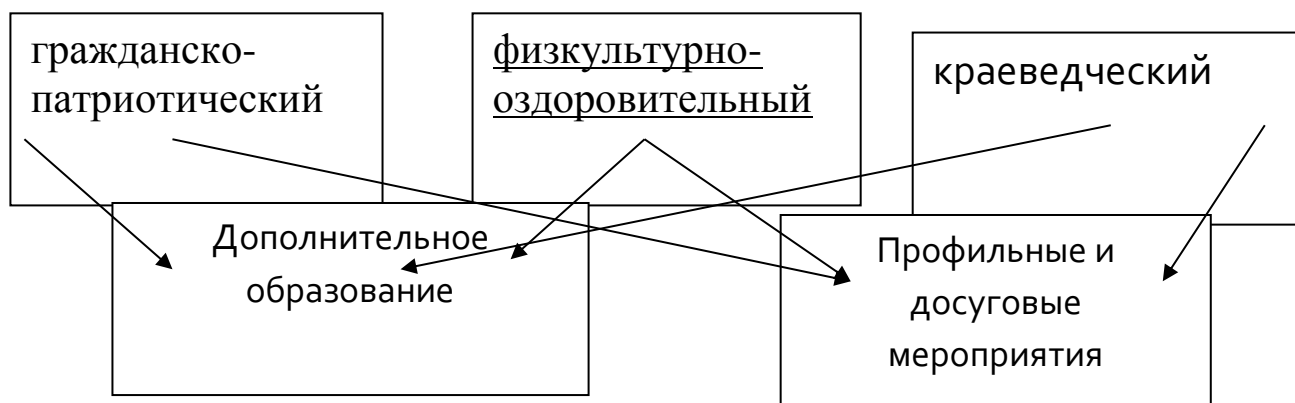 гражданско-
патриотический
физкультурно-
оздоровительный
краеведческий
Дополнительное
образование
Профильные и
досуговые
мероприятия